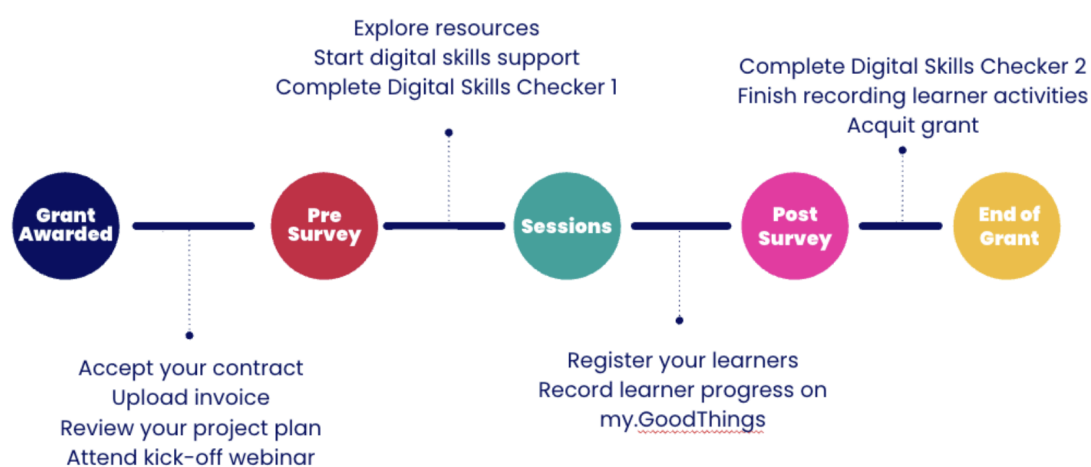 Explore resources
Start digital skills support
Complete Digital Skills Checker 1
Complete Digital Skills Checker 2
Finish recording learner activities
Acquit grant
Grant
Awarded
Pre
Survey
Sessions
Post
Survey
End of
Grant
Accept your contract
Upload invoice
Review your project plan
Attend kick-off webinar
Register your learners
Record learner progress on
my.GoodThings